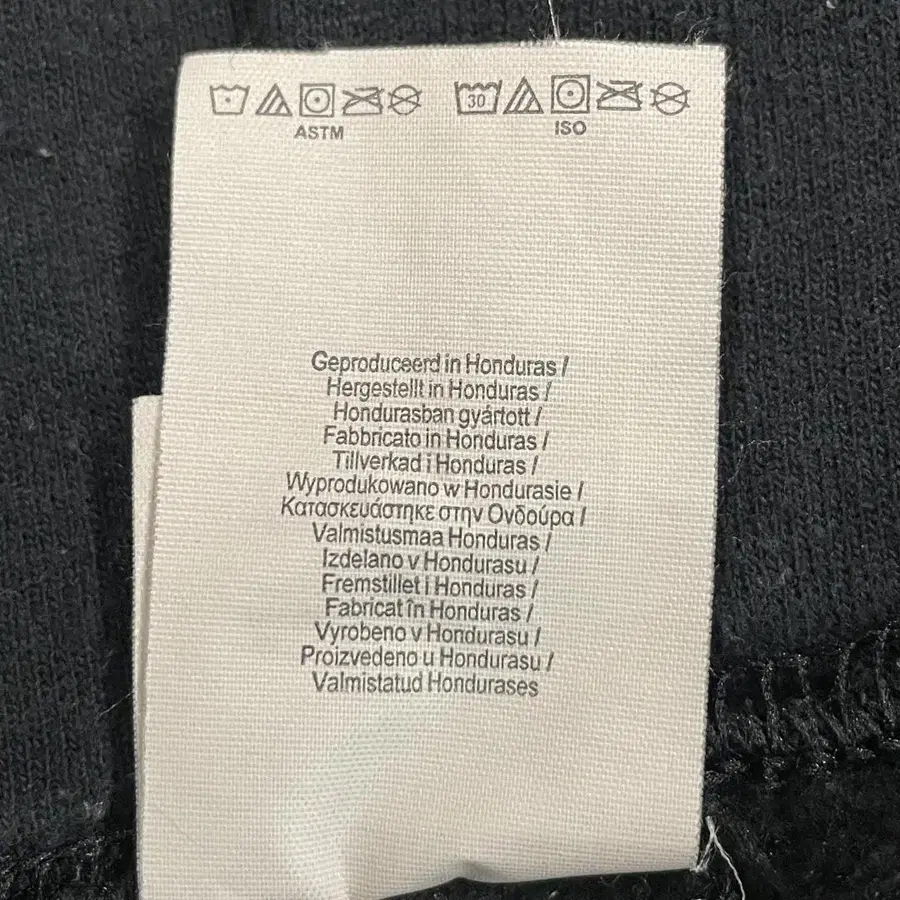 30
ASTM
ISO
Geproduceerd in Honduras /
Hergestellt in Honduras /
Hondurasban gyártott /
Fabbricato in Honduras /
Tillverkad i Honduras /
Wyprodukowano w Hondurasie /
Κατασκευάστηκε στην Ονδούρα /
Valmistusmaa Honduras /
Izdelano v Hondurasu /
Fremstillet i Honduras /
Fabricat în Honduras /
Vyrobeno v Hondurasu /
Proizvedeno u Hondurasu /
Valmistatud Hondurases